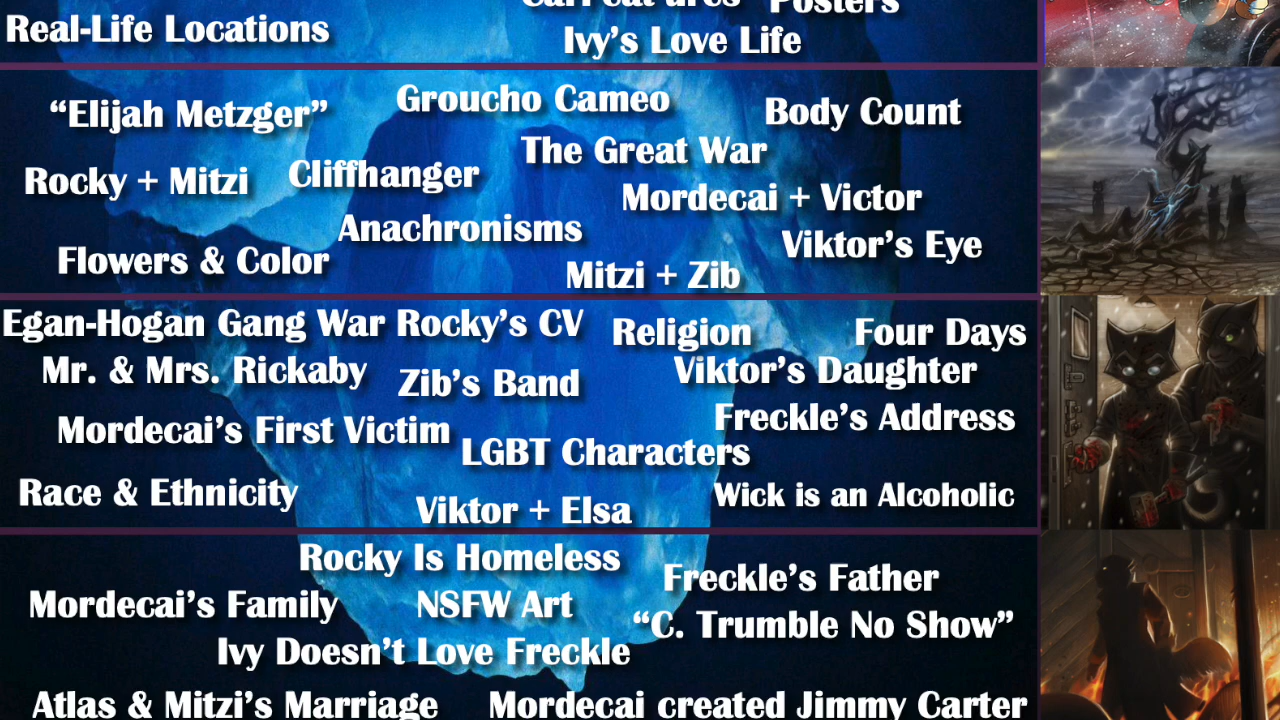 Real-Life Locations
Posters
Ivy’s Love Life
“Elijah Metzger”
Groucho Cameo
Body Count
The Great War
Rocky + Mitzi
Cliffhanger
Mordecai + Victor
Anachronisms
Viktor’s Eye
Flowers & Color
Mitzi + Zib
Egan-Hogan Gang War
Rocky’s CV
Religion
Four Days
Mr. & Mrs. Rickaby
Zib’s Band
Viktor’s Daughter
Freckle’s Address
Mordecai’s First Victim
LGBT Characters
Race & Ethnicity
Viktor + Elsa
Wick is an Alcoholic
Rocky Is Homeless
Freckle’s Father
Mordecai’s Family
NSFW Art
“C. Trumble No Show”
Ivy Doesn’t Love Freckle
Atlas & Mitzi’s Marriage
Mordecai created Jimmy Carter